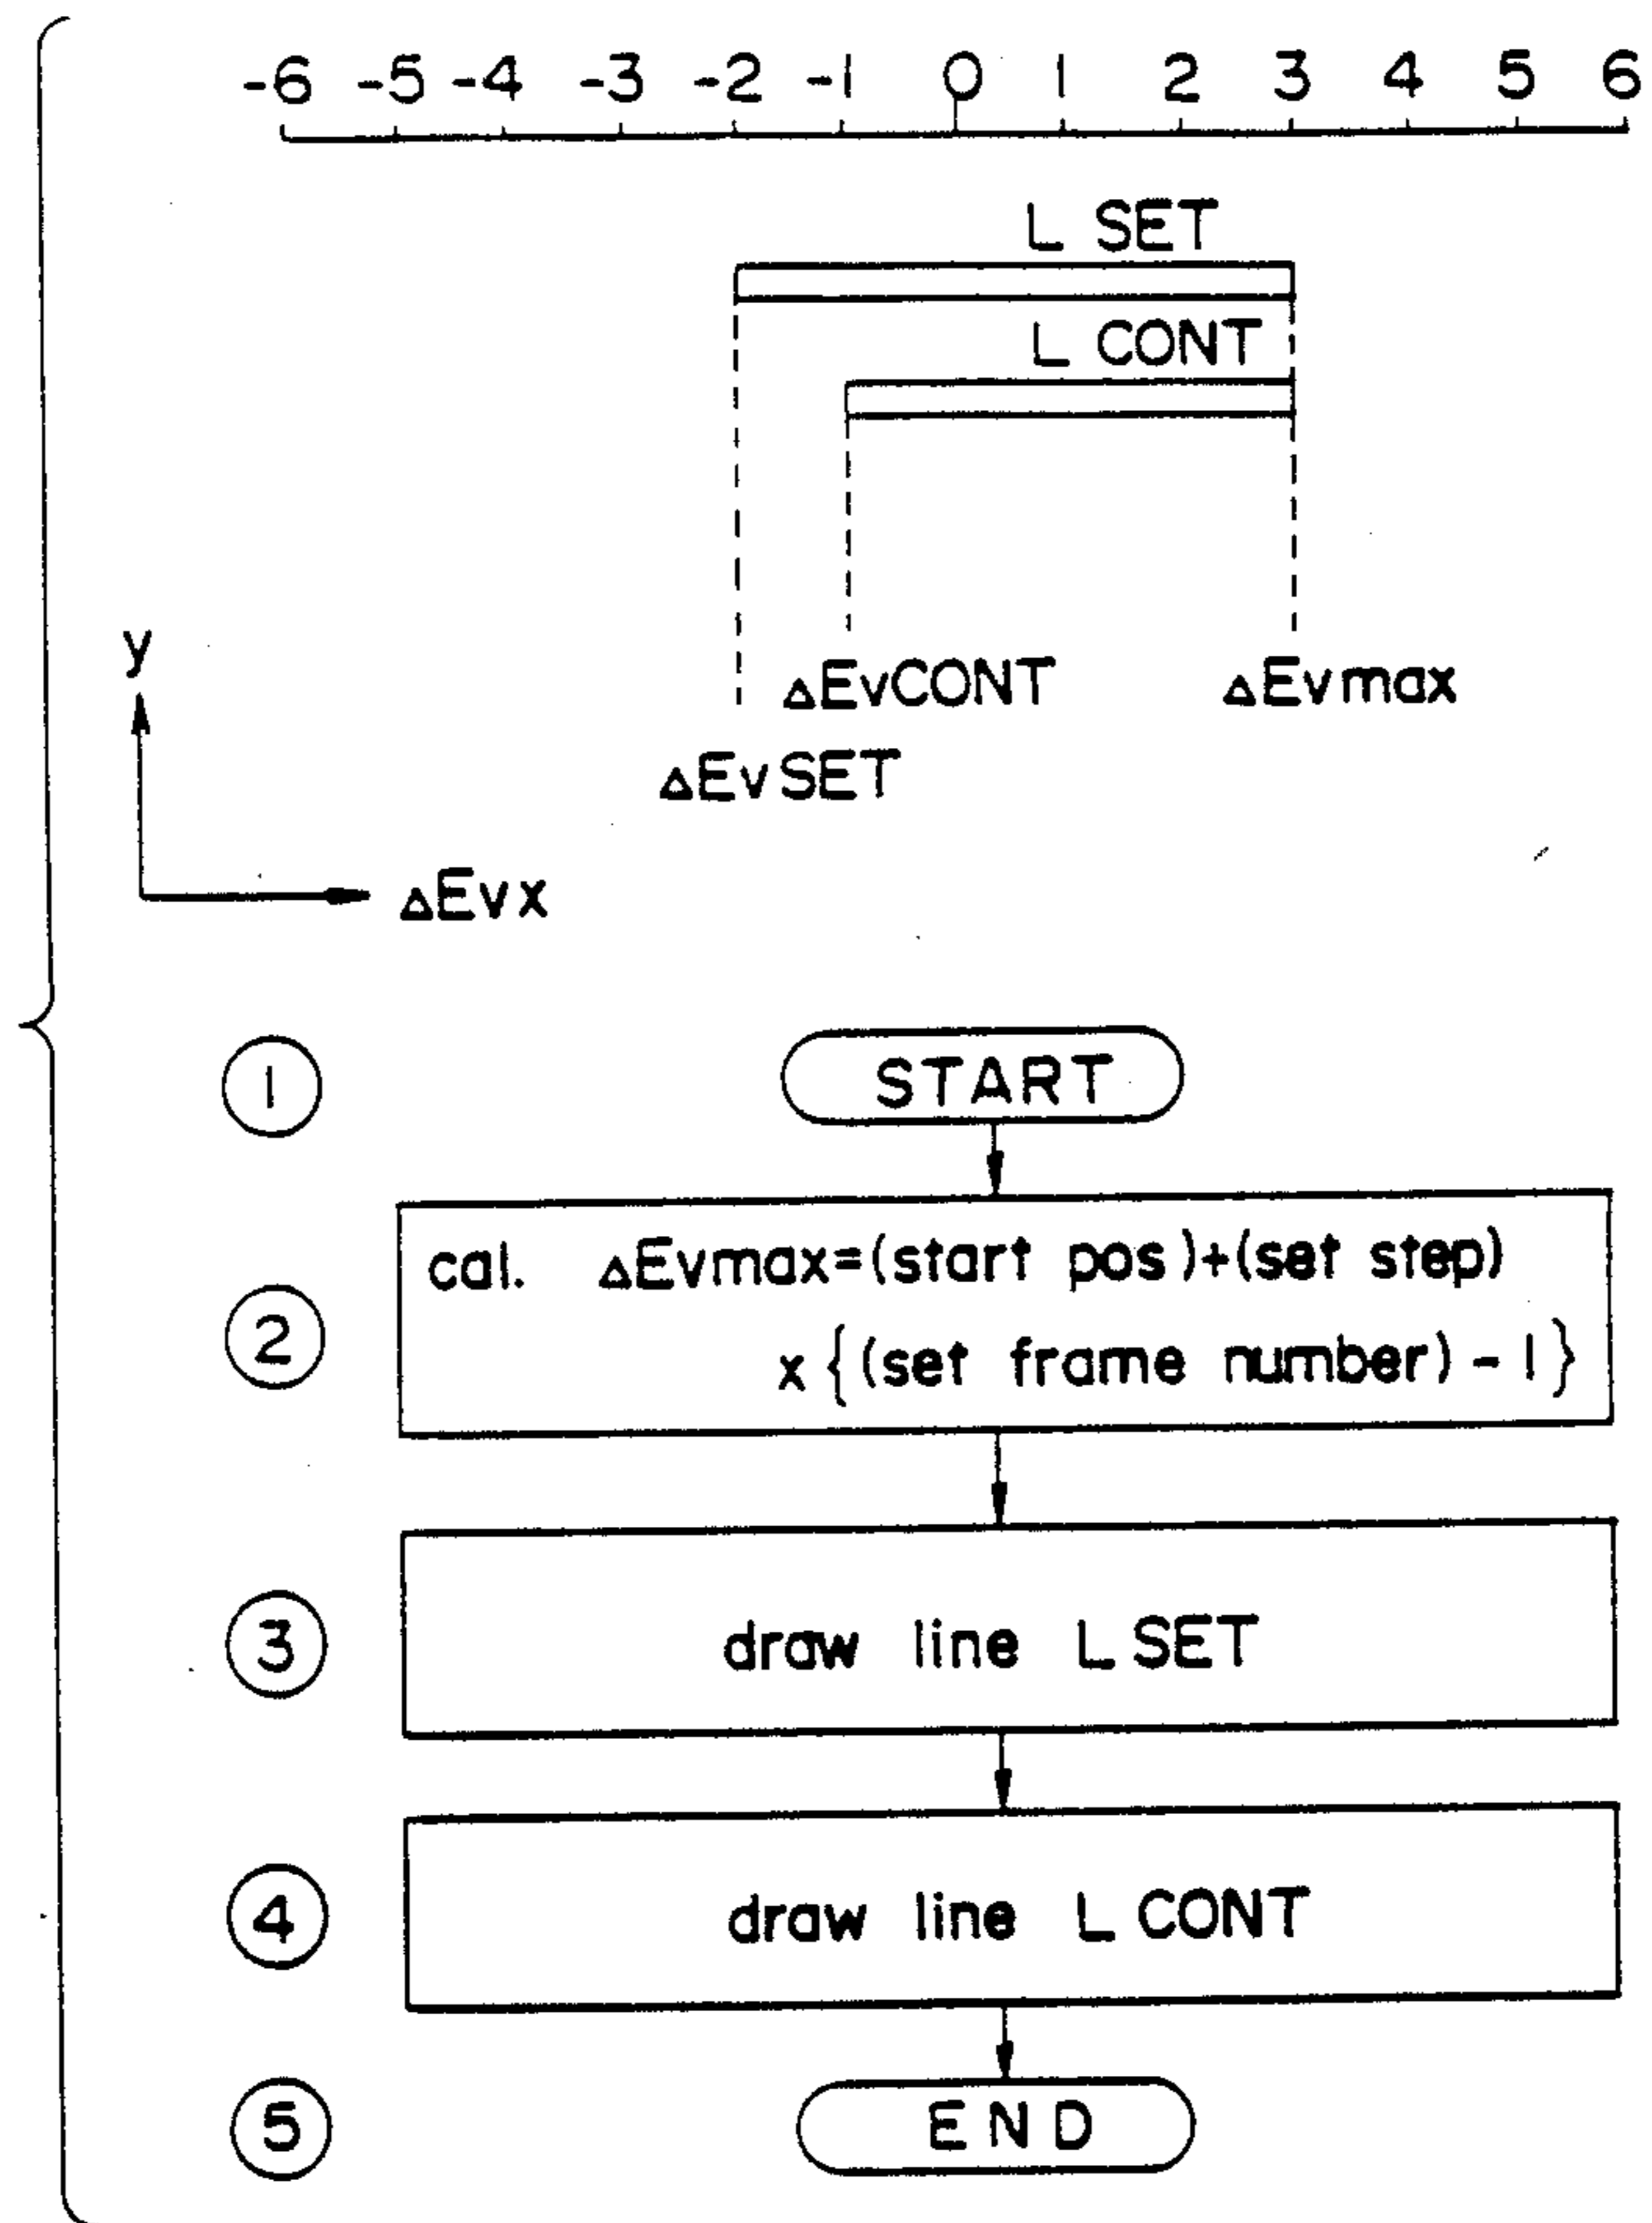 -6 -5 -4 -3 -2 -1 0 1 2 3 4 5 6
L SET
L CONT
y
ΔEvCONT ΔEvmax
ΔEvSET
ΔEvx
1 START
cal. ΔEvmax=(start pos)+(set step)
2
x{(set frame number)-1}
3 draw line L SET
4 draw line L CONT
5 END